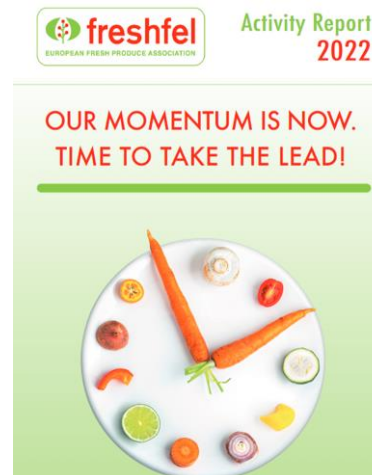 freshfel
EUROPEAN FRESH PRODUCE ASSOCIATION
Activity Report
2022
OUR MOMENTUM IS NOW.
TIME TO TAKE THE LEAD!